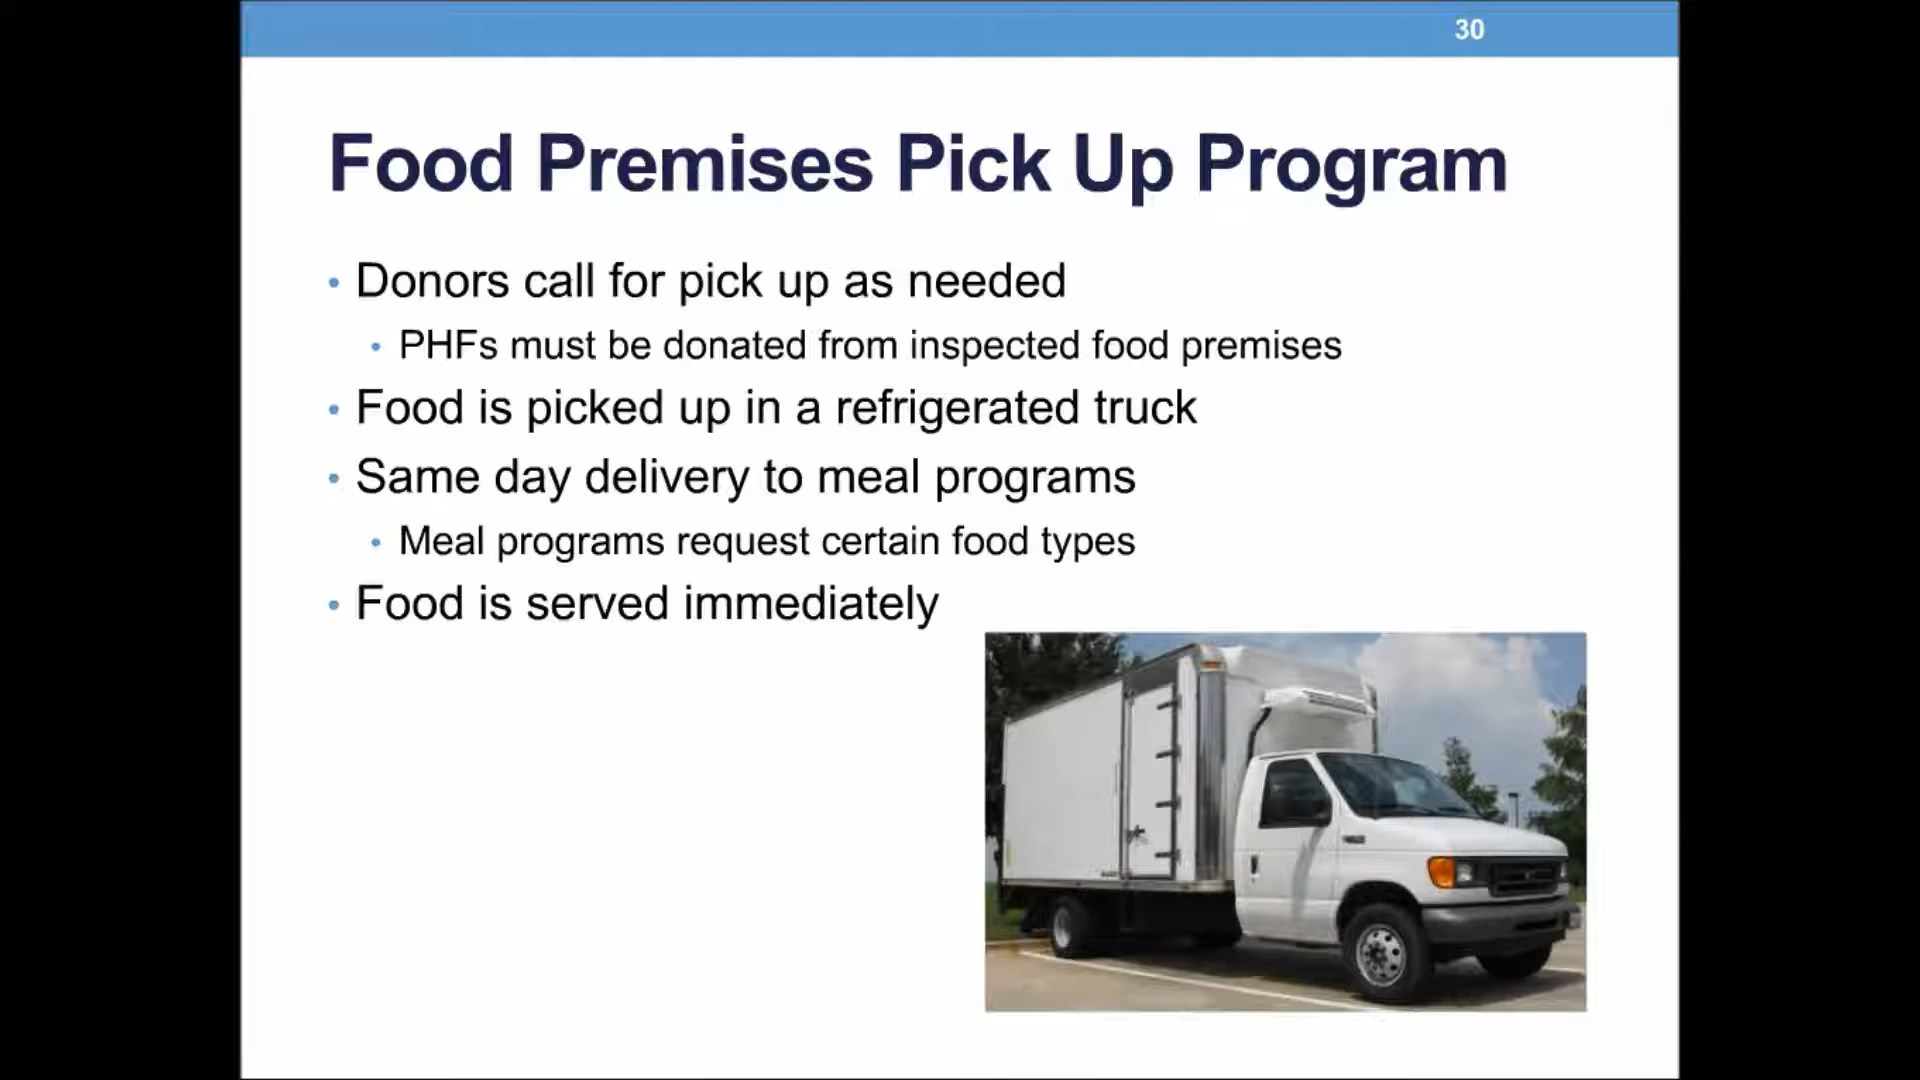 30
Food Premises Pick Up Program
• Donors call for pick up as needed
• PHFs must be donated from inspected food premises
• Food is picked up in a refrigerated truck
• Same day delivery to meal programs
• Meal programs request certain food types
• Food is served immediately